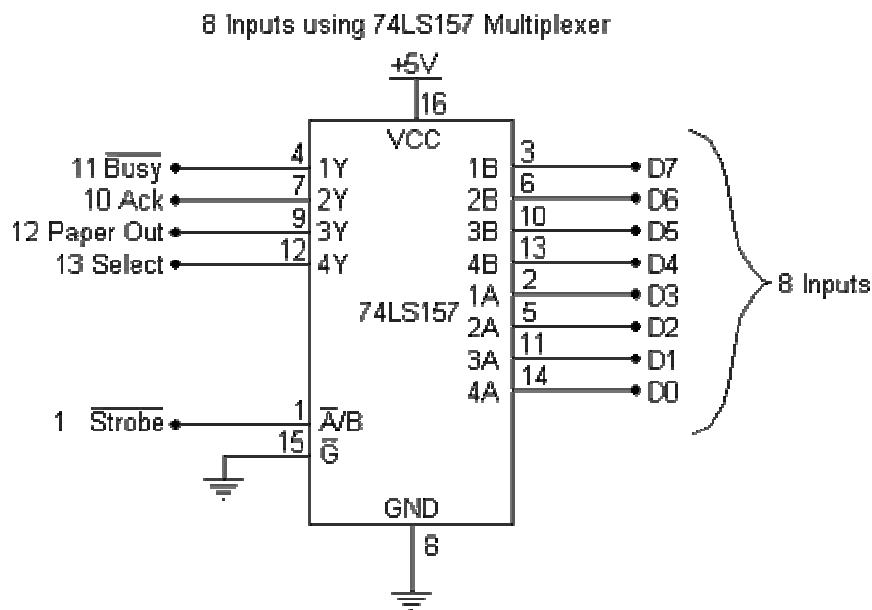 8 Inputs using 74LS157 Multiplexer
+5V
16
VCC
11 Busy 4 1Y 1B 3 D7
10 Ack 7 2Y 2B 6 D6
12 Paper Out 9 3Y 3B 10 D5
13 Select 12 4Y 4B 13 D4
1A 2 D3
8 Inputs
74LS157
2A 5 D2
3A 11 D1
4A 14 D0
1 Strobe 1 A/B
15 G
GND
8